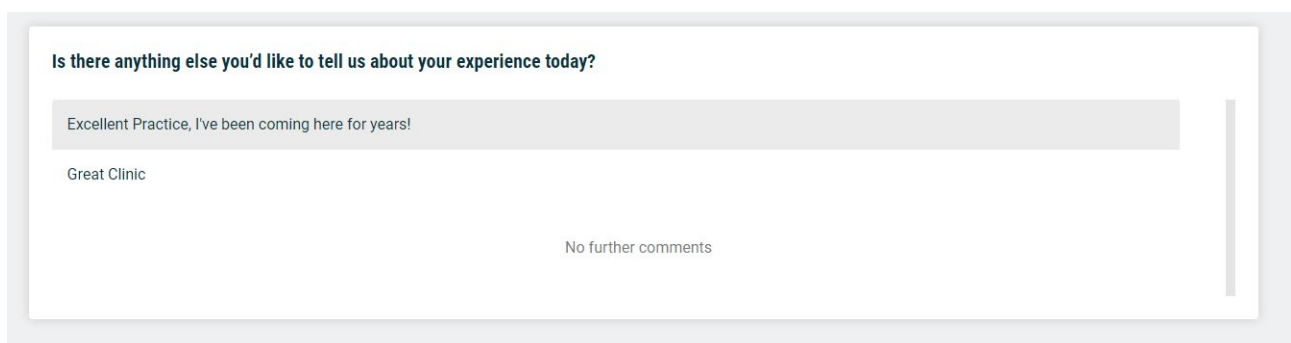 Is there anything else you’d like to tell us about your experience today?
Excellent Practice, I've been coming here for years!
Great Clinic
No further comments